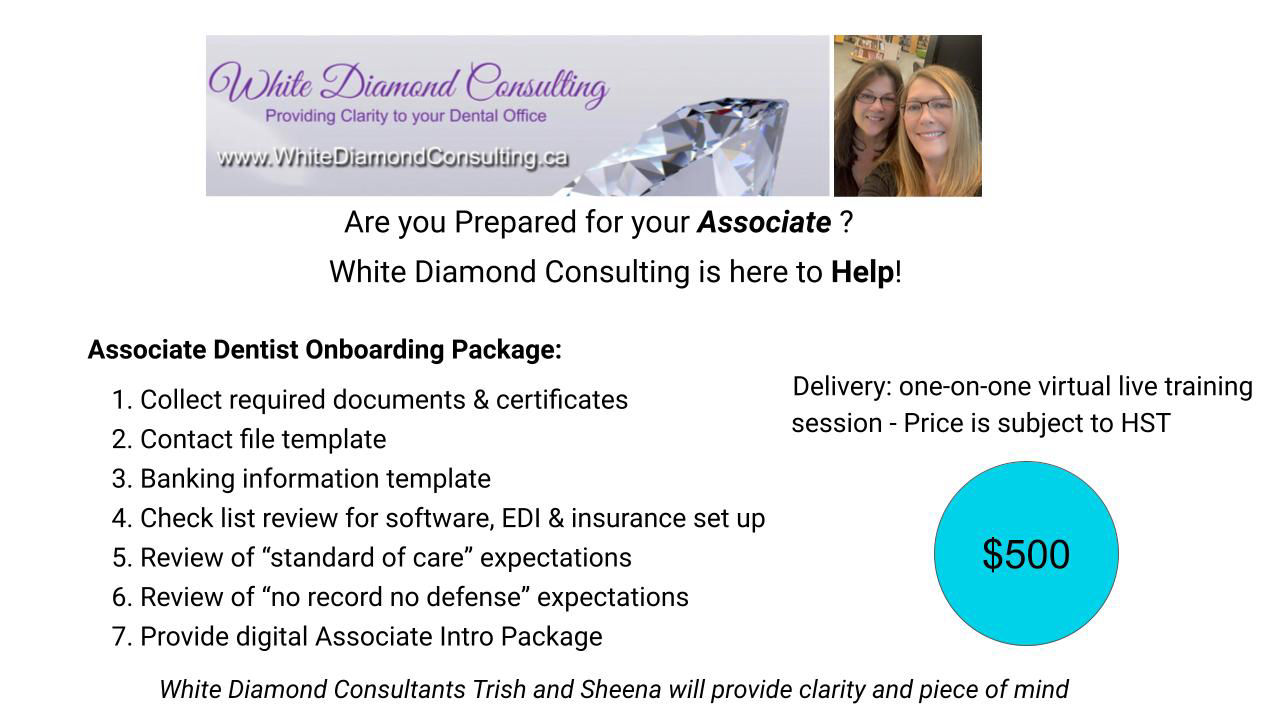 White Diamond Consulting
Providing Clarity to your Dental Office
www.WhiteDiamondConsulting.ca
Are you Prepared for your Associate ?
White Diamond Consulting is here to Help!
Associate Dentist Onboarding Package:
1. Collect required documents & certificates
2. Contact file template
3. Banking information template
4. Check list review for software, EDI & insurance set up
5. Review of “standard of care” expectations
6. Review of “no record no defense” expectations
7. Provide digital Associate Intro Package
Delivery: one-on-one virtual live training
session - Price is subject to HST
$500
White Diamond Consultants Trish and Sheena will provide clarity and piece of mind